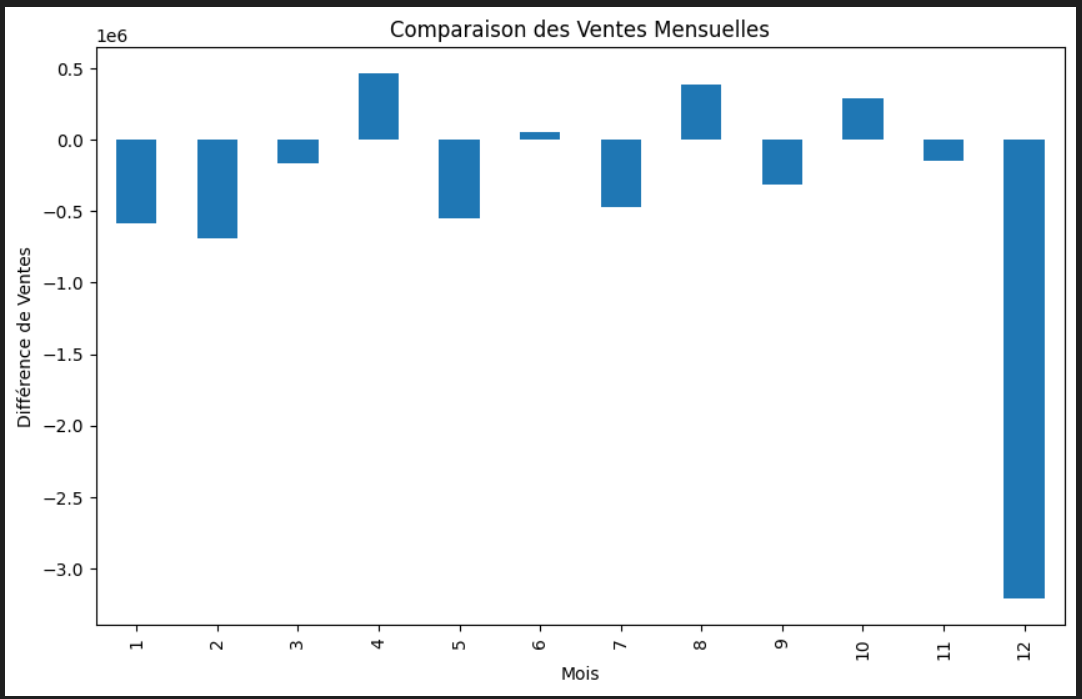 Comparaison des Ventes Mensuelles
1e6
0.5
0.0
−0.5
−1.0
−1.5
−2.0
−2.5
−3.0
Différence de Ventes
1 2 3 4 5 6 7 8 9 10 11 12
Mois